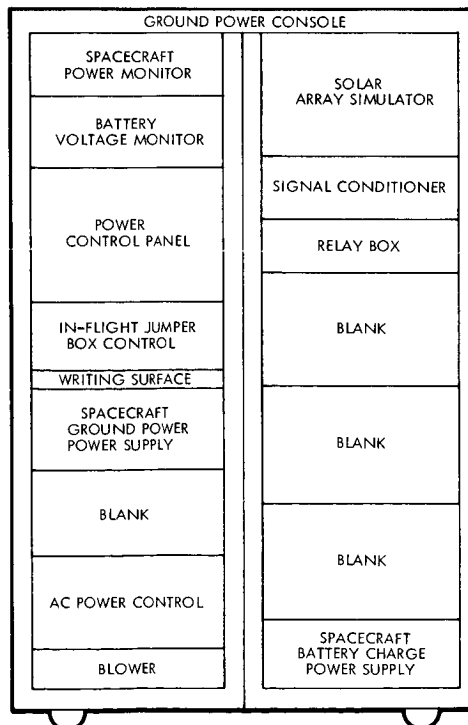 GROUND POWER CONSOLE
SPACECRAFT
POWER MONITOR
BATTERY
VOLTAGE MONITOR
POWER
CONTROL PANEL
IN-FLIGHT JUMPER
BOX CONTROL
WRITING SURFACE
SPACECRAFT
GROUND POWER
POWER SUPPLY
BLANK
AC POWER CONTROL
BLOWER
SOLAR
ARRAY SIMULATOR
SIGNAL CONDITIONER
RELAY BOX
BLANK
BLANK
BLANK
SPACECRAFT
BATTERY CHARGE
POWER SUPPLY